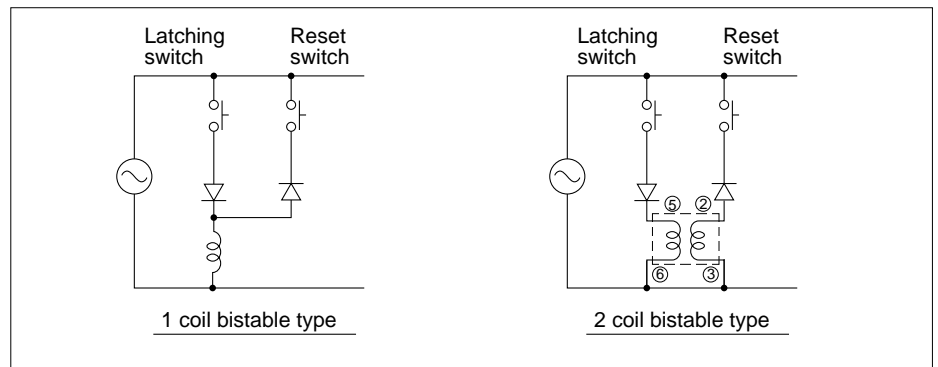 Latching
switch
Reset
switch
1 coil bistable type
Latching
switch
Reset
switch
⑤ ②
⑥ ③
2 coil bistable type